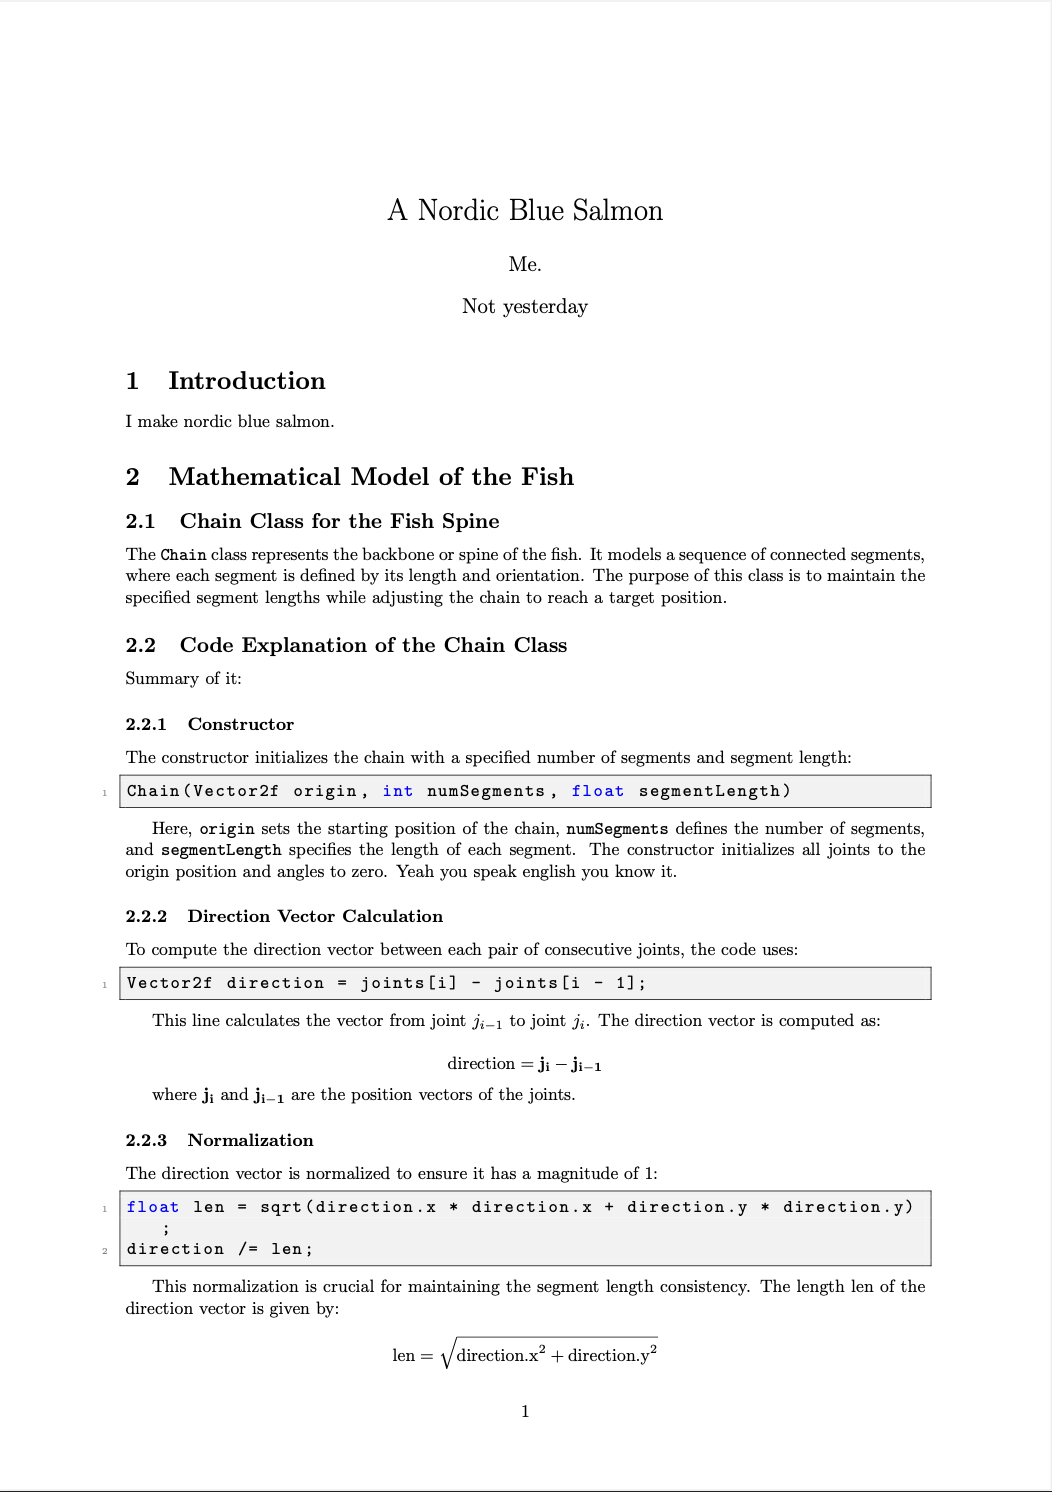 A Nordic Blue Salmon
Me.
Not yesterday
1 Introduction
I make nordic blue salmon.
2 Mathematical Model of the Fish
2.1 Chain Class for the Fish Spine
The Chain class represents the backbone or spine of the fish. It models a sequence of connected segments,
where each segment is defined by its length and orientation. The purpose of this class is to maintain the
specified segment lengths while adjusting the chain to reach a target position.
2.2 Code Explanation of the Chain Class
Summary of it:
2.2.1 Constructor
The constructor initializes the chain with a specified number of segments and segment length:
1 Chain(Vector2f origin, int numSegments, float segmentLength)
Here, origin sets the starting position of the chain, numSegments defines the number of segments,
and segmentLength specifies the length of each segment. The constructor initializes all joints to the
origin position and angles to zero. Yeah you speak english you know it.
2.2.2 Direction Vector Calculation
To compute the direction vector between each pair of consecutive joints, the code uses:
1 Vector2f direction = joints[i] - joints[i - 1];
This line calculates the vector from joint j_{i−1} to joint j_i. The direction vector is computed as:
direction = j_i − j_{i−1}
where j_i and j_{i−1} are the position vectors of the joints.
2.2.3 Normalization
The direction vector is normalized to ensure it has a magnitude of 1:
1 float len = sqrt(direction.x * direction.x + direction.y * direction.y)
;
2 direction /= len;
This normalization is crucial for maintaining the segment length consistency. The length len of the
direction vector is given by:
len = √(direction.x² + direction.y²)
1